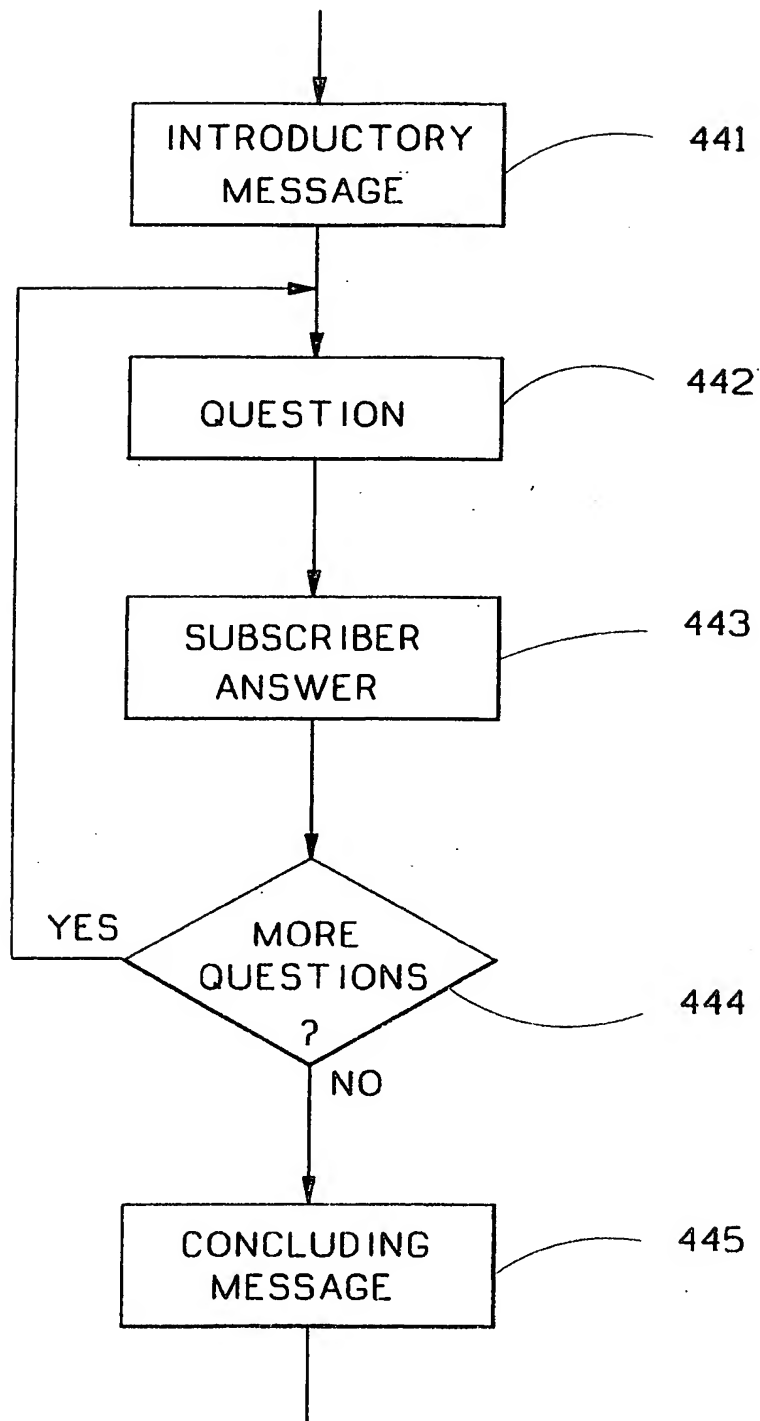 INTRODUCTORY
MESSAGE
441
QUESTION
442
SUBSCRIBER
ANSWER
443
YES
MORE
QUESTIONS
?
444
NO
CONCLUDING
MESSAGE
445